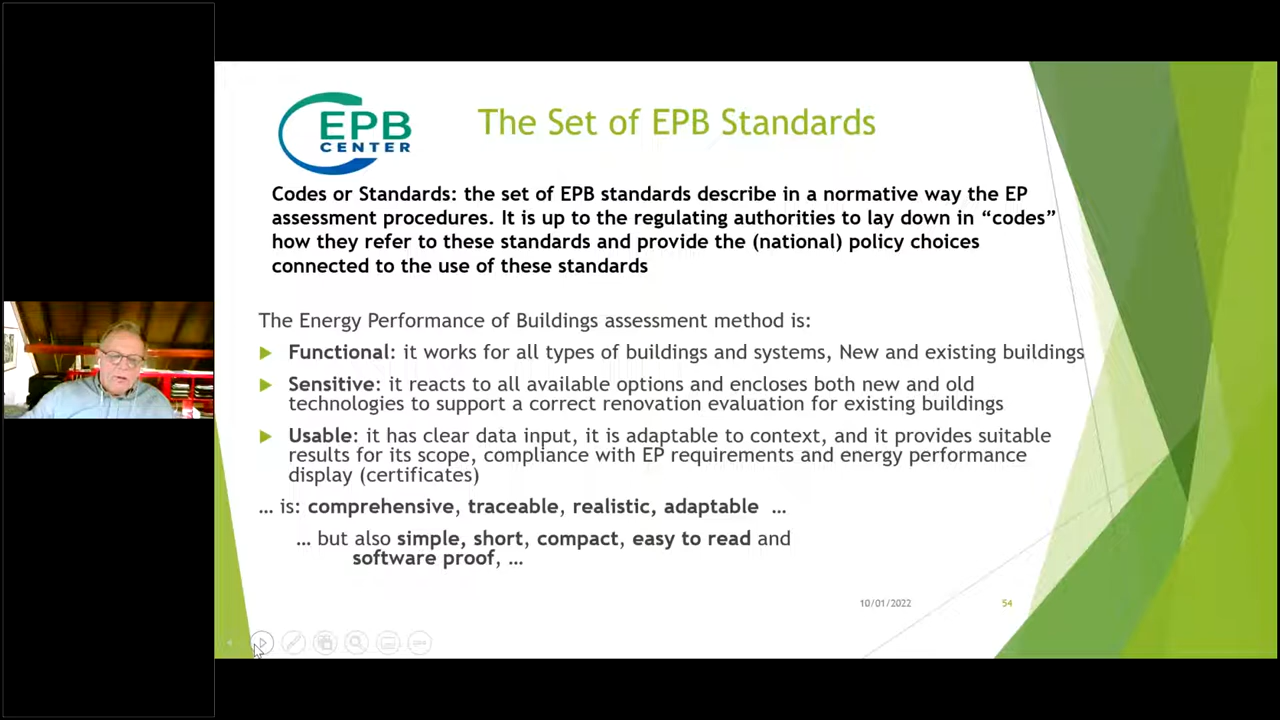 EPB
CENTER
The Set of EPB Standards
Codes or Standards: the set of EPB standards describe in a normative way the EP
assessment procedures. It is up to the regulating authorities to lay down in “codes”
how they refer to these standards and provide the (national) policy choices
connected to the use of these standards
The Energy Performance of Buildings assessment method is:
Functional: it works for all types of buildings and systems, New and existing buildings
Sensitive: it reacts to all available options and encloses both new and old
technologies to support a correct renovation evaluation for existing buildings
Usable: it has clear data input, it is adaptable to context, and it provides suitable
results for its scope, compliance with EP requirements and energy performance
display (certificates)
… is: comprehensive, traceable, realistic, adaptable …
… but also simple, short, compact, easy to read and
software proof, …
10/01/2022
54